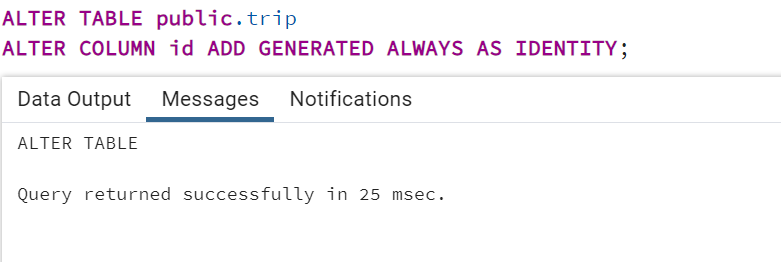 ALTER TABLE public.trip
ALTER COLUMN id ADD GENERATED ALWAYS AS IDENTITY;
Data Output Messages Notifications
ALTER TABLE
Query returned successfully in 25 msec.